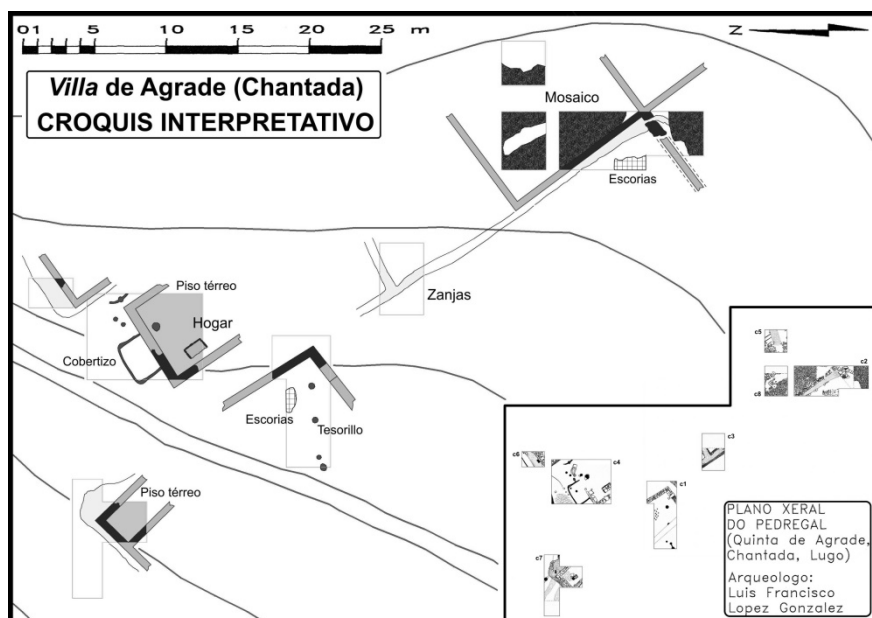 01 5 10 15 20 25 m
Z
Villa de Agrade (Chantada)
CROQUIS INTERPRETATIVO
Mosaico
Escorias
Zanjas
Piso térreo
Hogar
Cobertizo
Escorias
Tesorillo
Piso térreo
c5
c2
c8
c3
c6
c4
c1
c7
PLANO XERAL
DO PEDREGAL
(Quinta de Agrade,
Chantada, Lugo)
Arqueologo:
Luis Francisco
Lopez Gonzalez